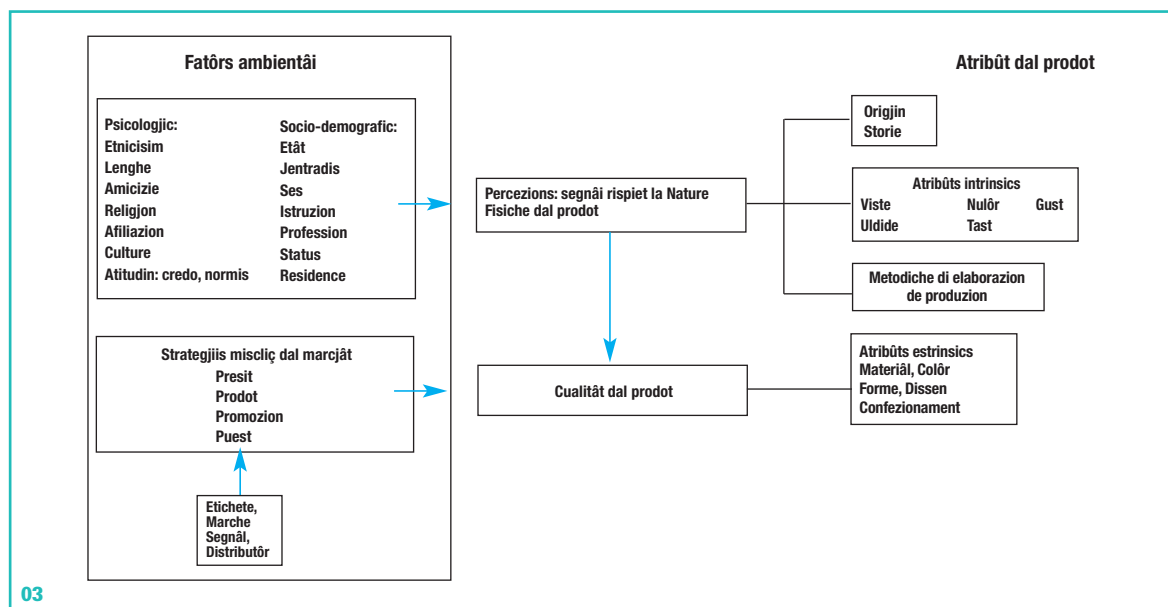 Fatôrs ambientâi
Psicologjic:
Etnicisim
Lenghe
Amicizie
Religjon
Afiliazion
Culture
Atitudin: credo, normis
Socio-demografic:
Etât
Jentradis
Ses
Istruzion
Profession
Status
Residence
Strategjiis miscliç dal marcjât
Presit
Prodot
Promozion
Puest
Etichete,
Marche
Segnâl,
Distributôr
Percezions: segnâi rispiet la Nature
Fisiche dal prodot
Cualitât dal prodot
Atribût dal prodot
Origjin
Storie
Atribûts intrinsics
Viste Nulôr Gust
Uldide Tast
Metodiche di elaborazion
de produzion
Atribûts estrinsics
Materiâl, Colôr
Forme, Dissen
Confezionament
03